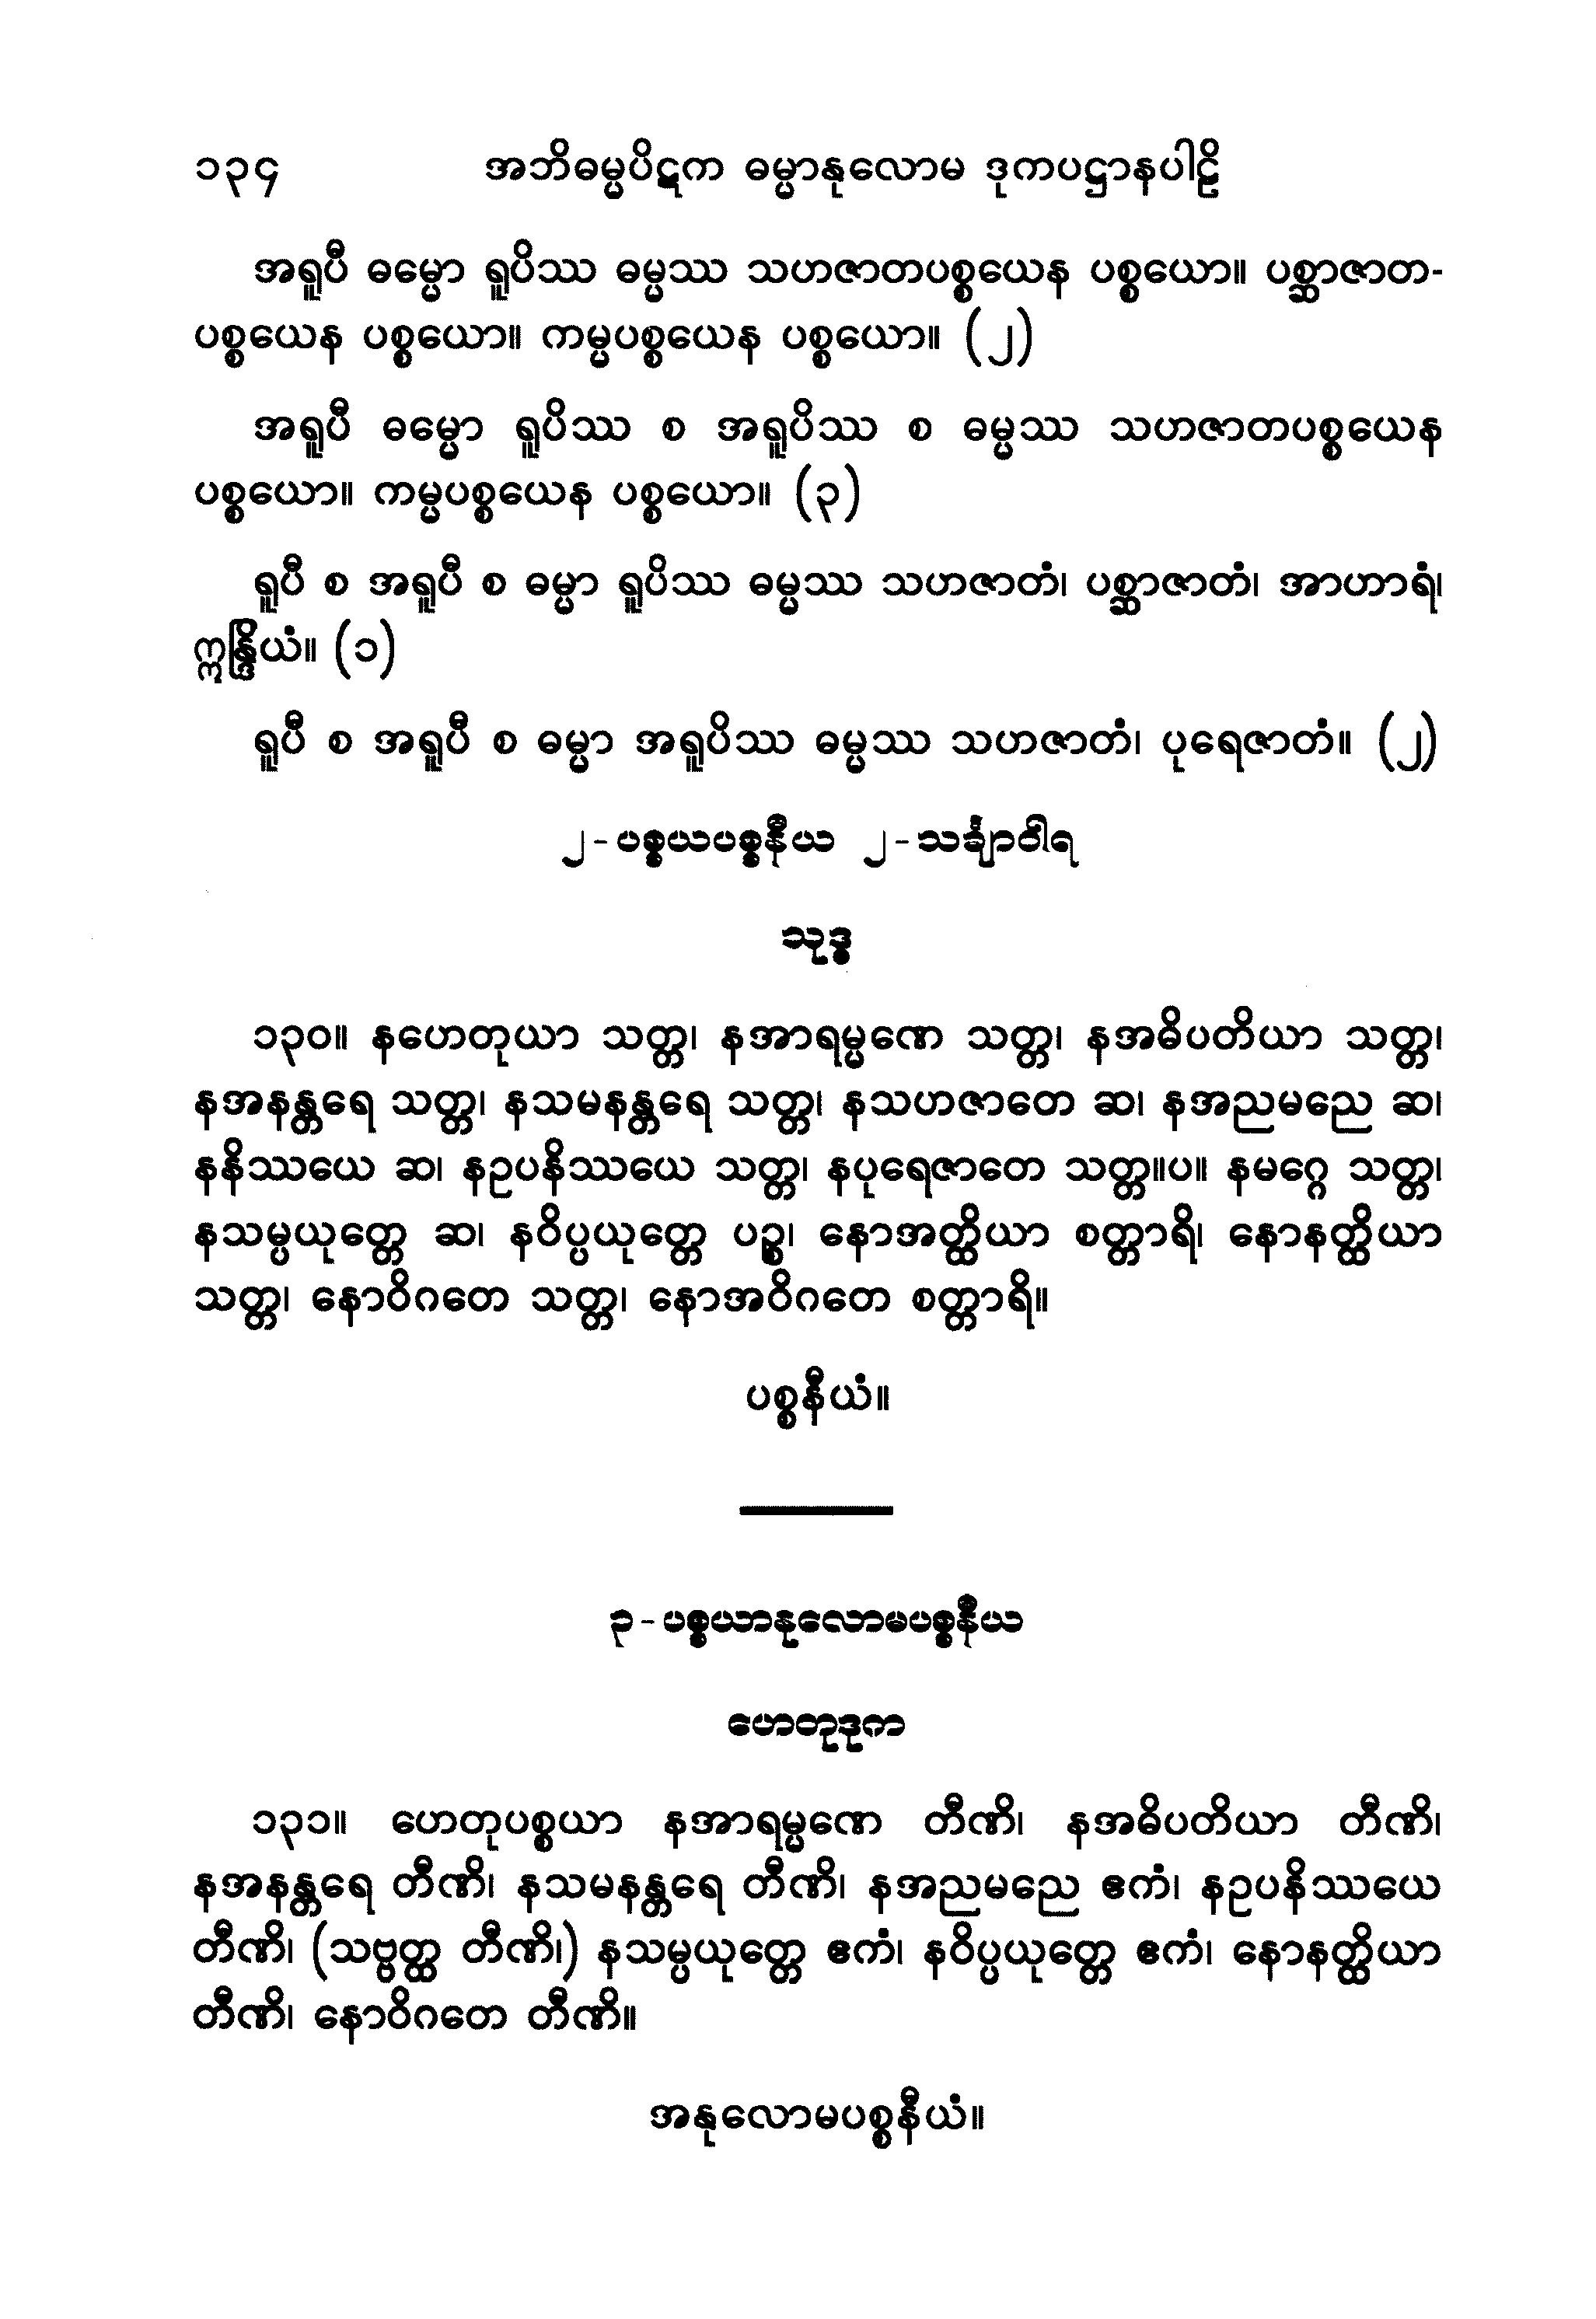 ၁၃၄ အဘိဓမ္မပိဋက ဓမ္မာနုလောမ ဒုကပဋ္ဌာနပါဠိ
အရူပီ ဓမ္မော ရူပိဿ ဓမ္မဿ သဟဇာတပစ္စယေန ပစ္စယော။ ပစ္ဆာဇာတ-
ပစ္စယေန ပစ္စယော။ ကမ္မပစ္စယေန ပစ္စယော။ (၂)
အရူပီ ဓမ္မော ရူပိဿ စ အရူပိဿ စ ဓမ္မဿ သဟဇာတပစ္စယေန
ပစ္စယော။ ကမ္မပစ္စယေန ပစ္စယော။ (၃)
ရူပီ စ အရူပီ စ ဓမ္မာ ရူပိဿ ဓမ္မဿ သဟဇာတံ၊ ပစ္ဆာဇာတံ၊ အာဟာရံ၊
ဣန္ဒြိယံ။ (၁)
ရူပီ စ အရူပီ စ ဓမ္မာ အရူပိဿ ဓမ္မဿ သဟဇာတံ၊ ပုရေဇာတံ။ (၂)
၂-ပစ္စယပစ္စနီယ ၂-သင်္ချာဝါရ
သုဒ္ဓ
၁၃၀။ နဟေတုယာ သတ္တ၊ နအာရမ္မဏေ သတ္တ၊ နအဓိပတိယာ သတ္တ၊
နအနန္တရေ သတ္တ၊ နသမနန္တရေ သတ္တ၊ နသဟဇာတေ ဆ၊ နအညမညေ ဆ၊
နနိဿယေ ဆ၊ နဥပနိဿယေ သတ္တ၊ နပုရေဇာတေ သတ္တ။ပ။ နမဂ္ဂေ သတ္တ၊
နသမ္ပယုတ္တေ ဆ၊ နဝိပ္ပယုတ္တေ ပဉ္စ၊ နောအတ္ထိယာ စတ္တာရိ၊ နောနတ္ထိယာ
သတ္တ၊ နောဝိဂတေ သတ္တ၊ နောအဝိဂတေ စတ္တာရိ။
ပစ္စနီယံ။
၃-ပစ္စယာနုလောမပစ္စနီယ
ဟေတုဒုက
၁၃၁။ ဟေတုပစ္စယာ နအာရမ္မဏေ တီဏိ၊ နအဓိပတိယာ တီဏိ၊
နအနန္တရေ တီဏိ၊ နသမနန္တရေ တီဏိ၊ နအညမညေ ဧကံ၊ နဥပနိဿယေ
တီဏိ၊ (သဗ္ဗတ္ထ တီဏိ၊) နသမ္ပယုတ္တေ ဧကံ၊ နဝိပ္ပယုတ္တေ ဧကံ၊ နောနတ္ထိယာ
တီဏိ၊ နောဝိဂတေ တီဏိ။
အနုလောမပစ္စနီယံ။